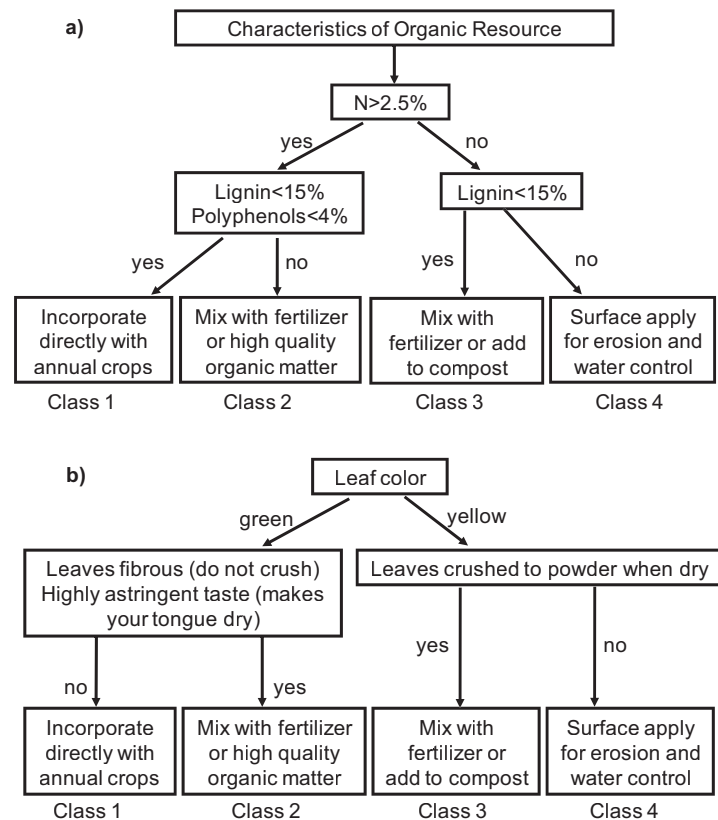 a)
Characteristics of Organic Resource
N>2.5%
yes
no
Lignin<15%
Polyphenols<4%
Lignin<15%
yes
no
yes
no
Incorporate
directly with
annual crops
Mix with fertilizer
or high quality
organic matter
Mix with
fertilizer or add
to compost
Surface apply
for erosion and
water control
Class 1
Class 2
Class 3
Class 4
b)
Leaf color
green
yellow
Leaves fibrous (do not crush)
Highly astringent taste (makes
your tongue dry)
Leaves crushed to powder when dry
no
yes
yes
no
Incorporate
directly with
annual crops
Mix with fertilizer
or high quality
organic matter
Mix with
fertilizer or
add to compost
Surface apply
for erosion and
water control
Class 1
Class 2
Class 3
Class 4